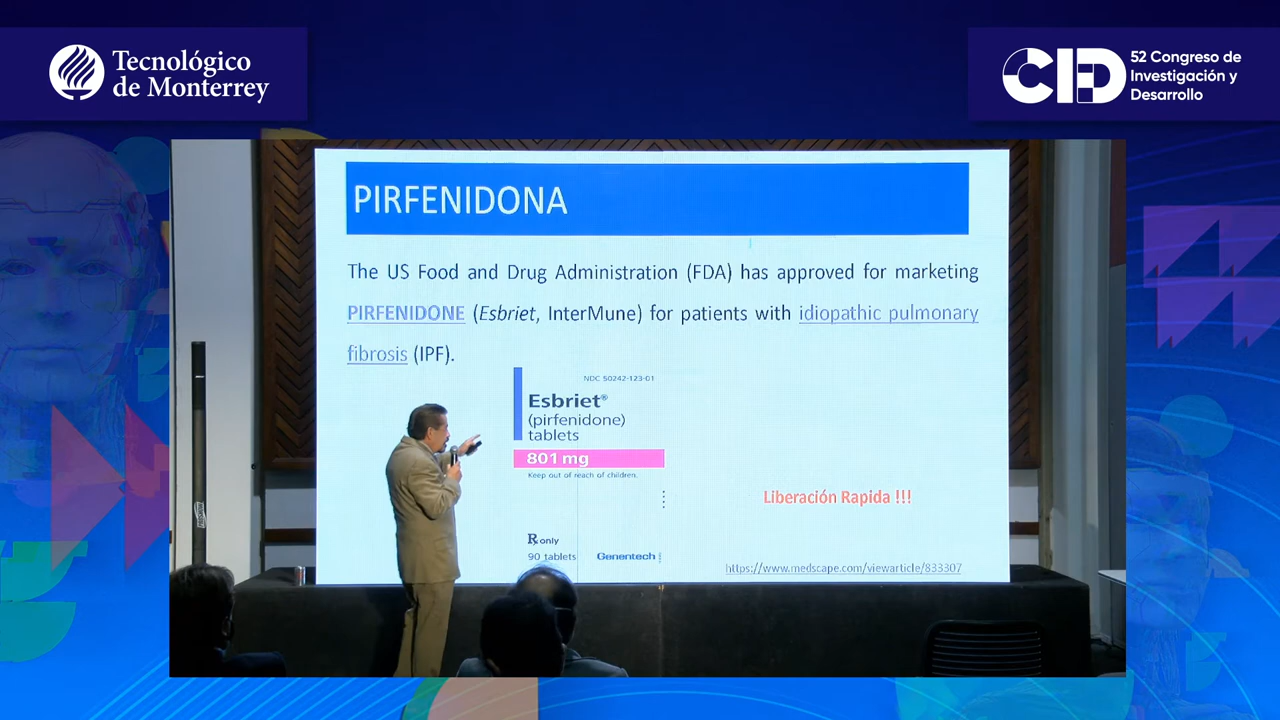 Tecnológico
de Monterrey
CID
52 Congreso de
Investigación y
Desarrollo
PIRFENIDONA
The US Food and Drug Administration (FDA) has approved for marketing
PIRFENIDONE (Esbriet, InterMune) for patients with idiopathic pulmonary
fibrosis (IPF).
NDC 50242-123-01
Esbriet®
(pirfenidone)
tablets
801 mg
Keep out of reach of children.
Rx only
90 tablets
Genentech
Liberación Rapida !!!
https://www.medscape.com/viewarticle/833307